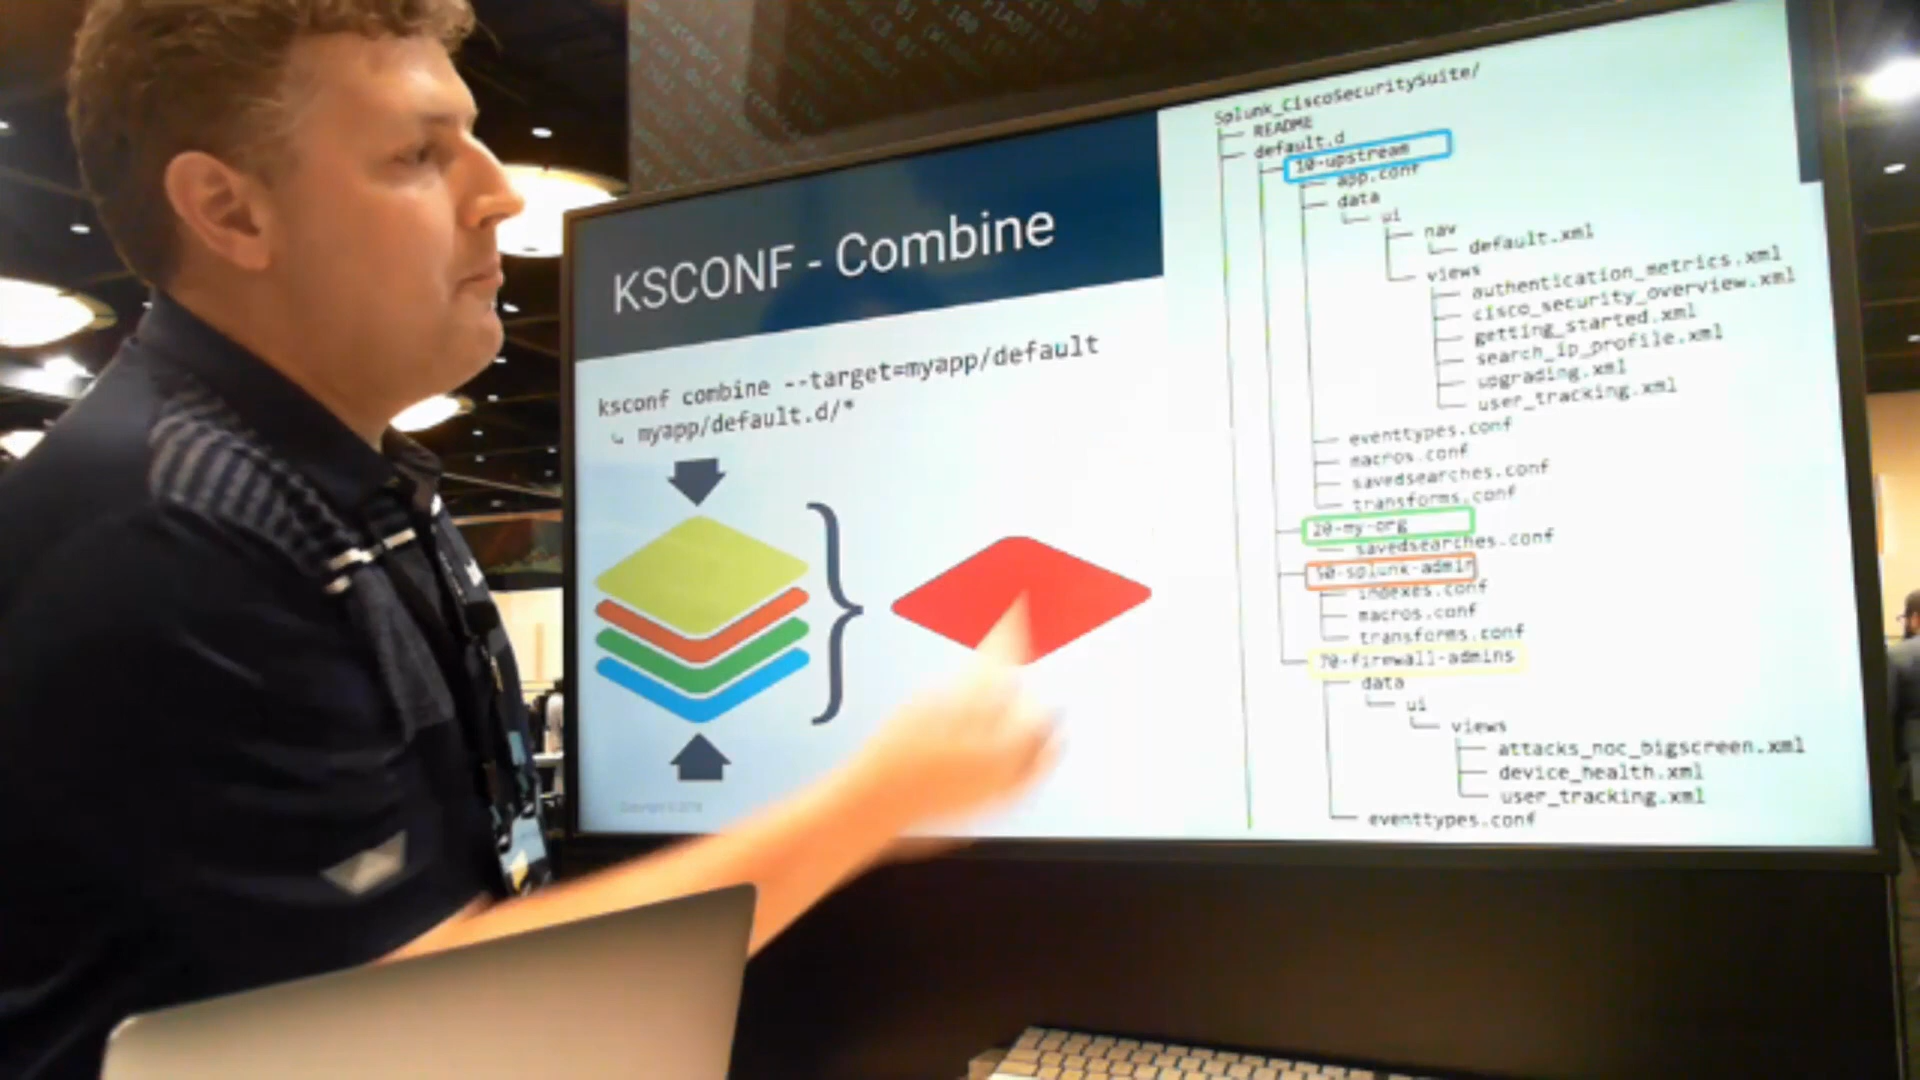 KSCONF - Combine
ksconf combine --target=myapp/default
↳ myapp/default.d/*
Copyright © 2019
Splunk_CiscoSecuritySuite/
README
default.d
10-upstream
app.conf
data
ui
nav
default.xml
views
authentication_metrics.xml
cisco_security_overview.xml
getting_started.xml
search_ip_profile.xml
upgrading.xml
user_tracking.xml
eventtypes.conf
macros.conf
savedsearches.conf
transforms.conf
20-my-org
savedsearches.conf
50-splunk-admin
indexes.conf
macros.conf
transforms.conf
70-firewall-admins
data
ui
views
attacks_noc_bigscreen.xml
device_health.xml
user_tracking.xml
eventtypes.conf